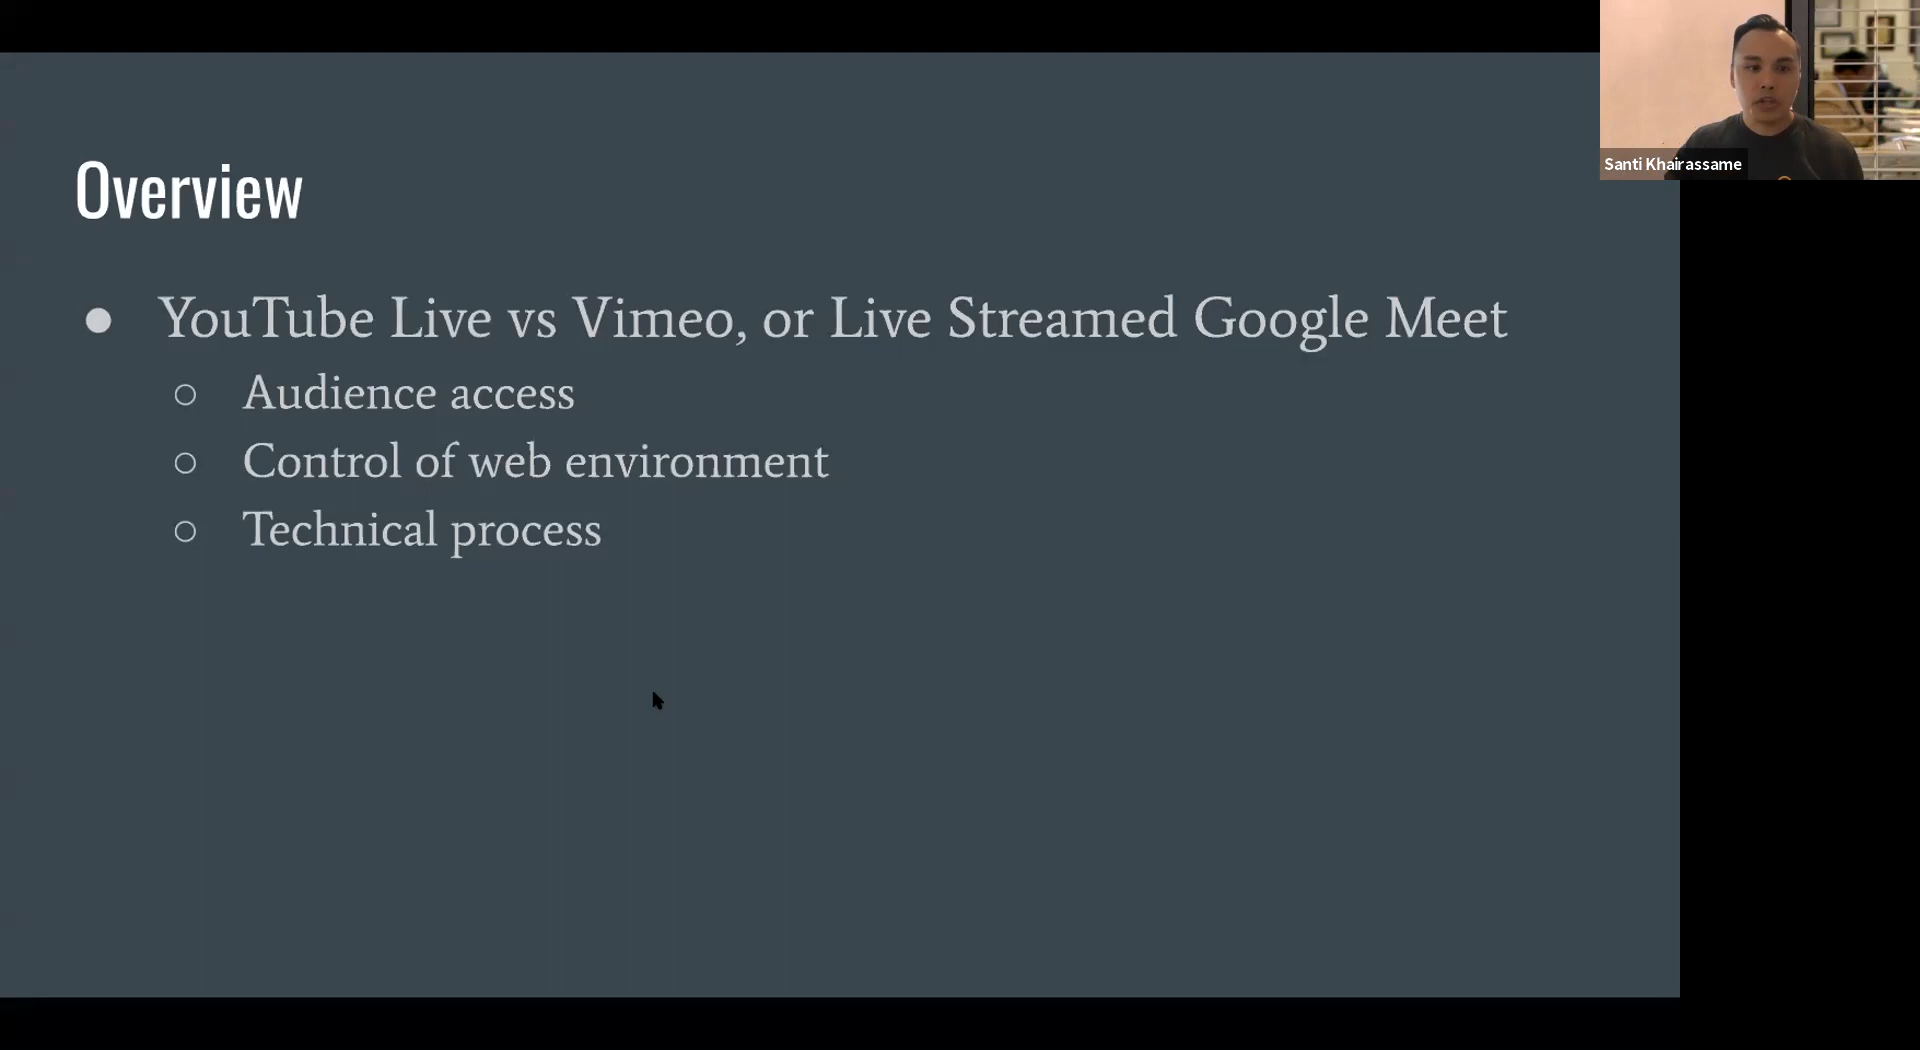 Overview
YouTube Live vs Vimeo, or Live Streamed Google Meet
Audience access
Control of web environment
Technical process
Santi Khairassame